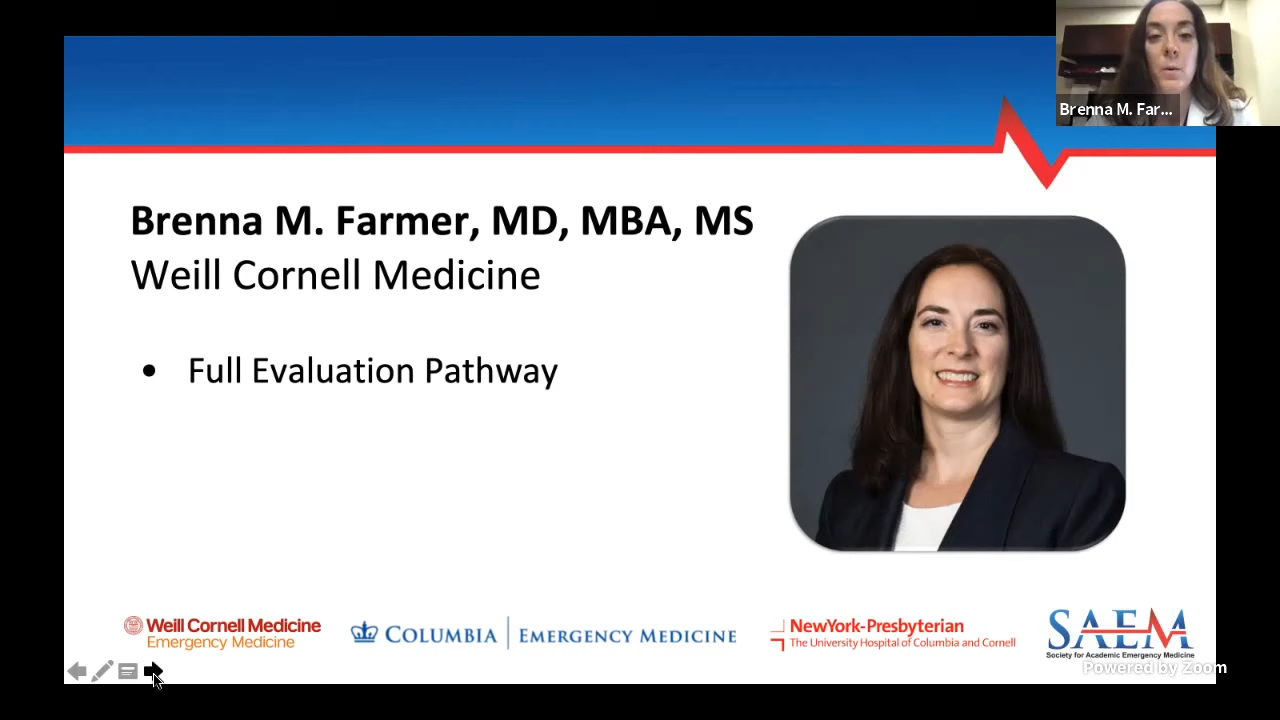 Brenna M. Far...
Brenna M. Farmer, MD, MBA, MS
Weill Cornell Medicine
• Full Evaluation Pathway
Weill Cornell Medicine
Emergency Medicine
COLUMBIA EMERGENCY MEDICINE
NewYork-Presbyterian
The University Hospital of Columbia and Cornell
SAEM
Society for Academic Emergency Medicine
Powered by Zoom